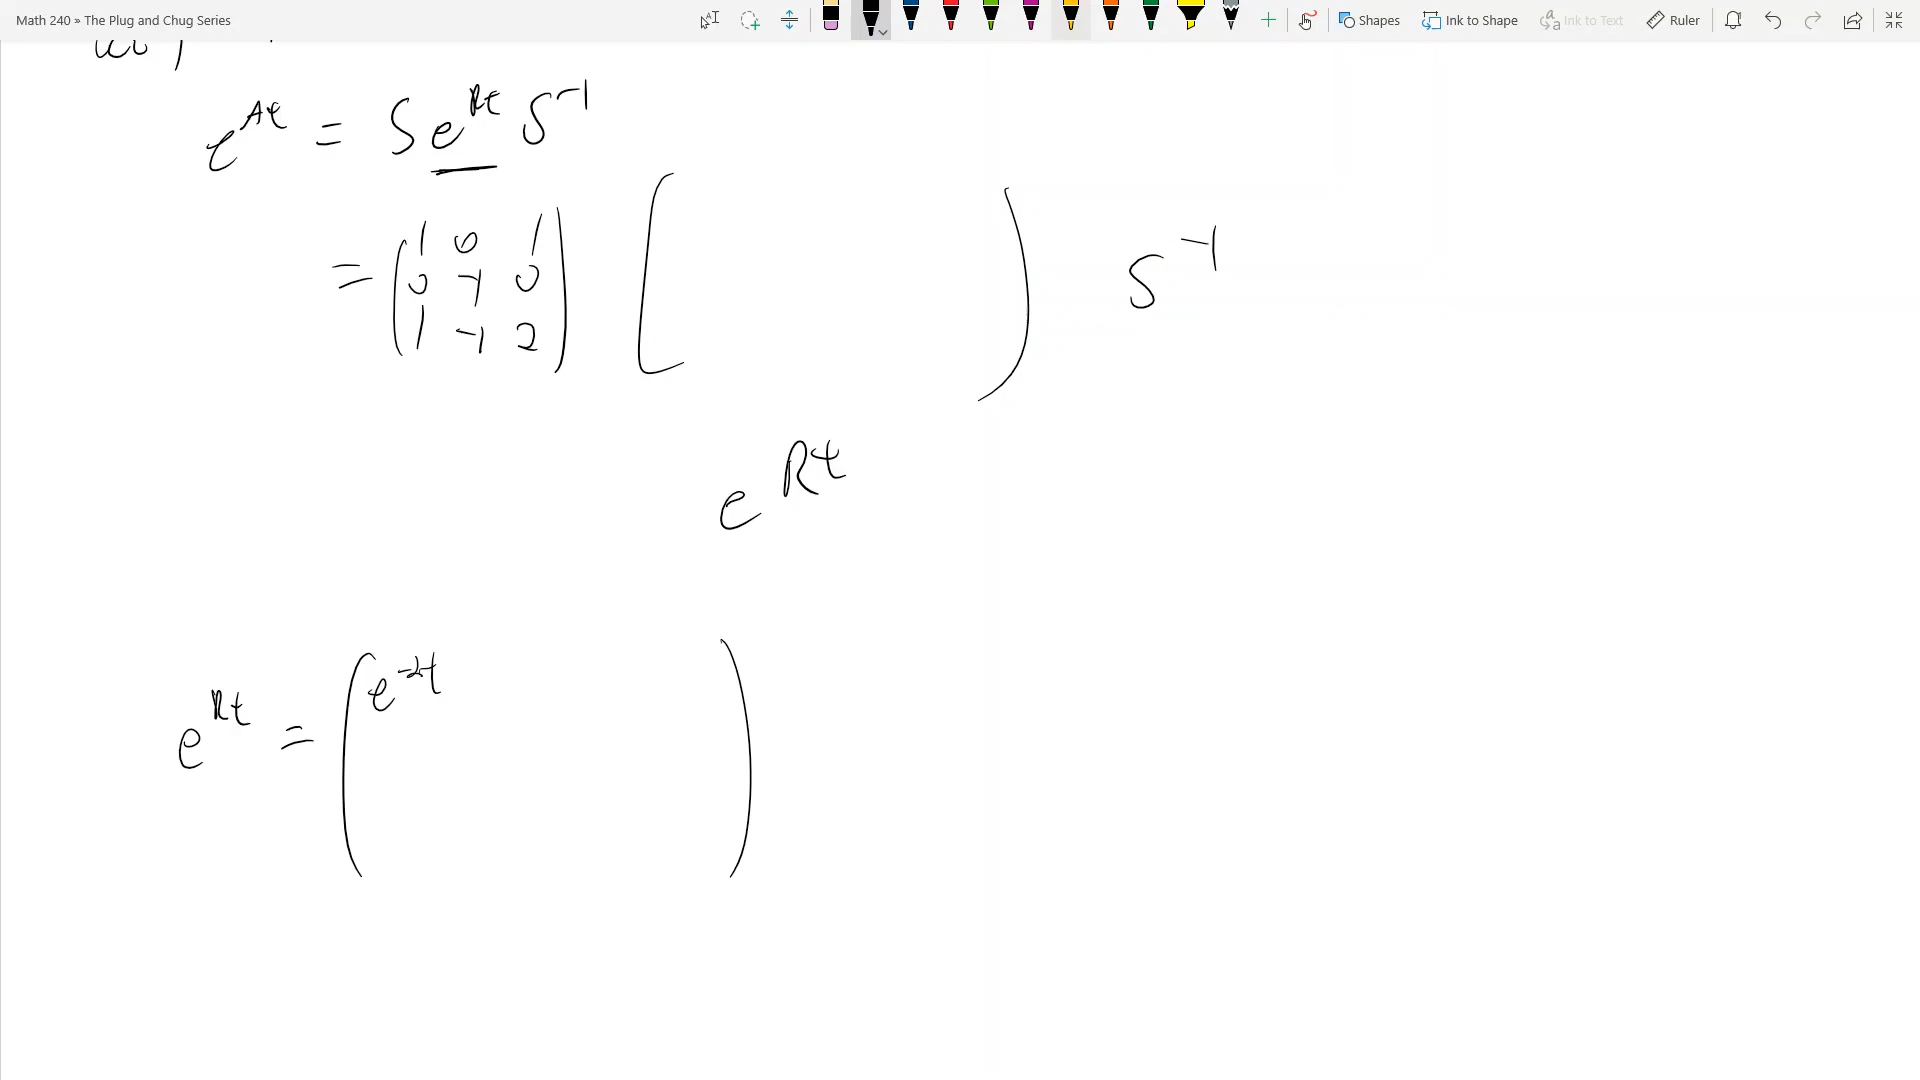 Math 240 » The Plug and Chug Series
Shapes Ink to Shape Ink to Text Ruler
e^{At} = S e^{Rt} S^{-1}
= ( 1 0 1
0 -1 0
1 -1 2 ) ( ) S^{-1}
e^{Rt}
e^{Rt} = ( e^{-2t} )